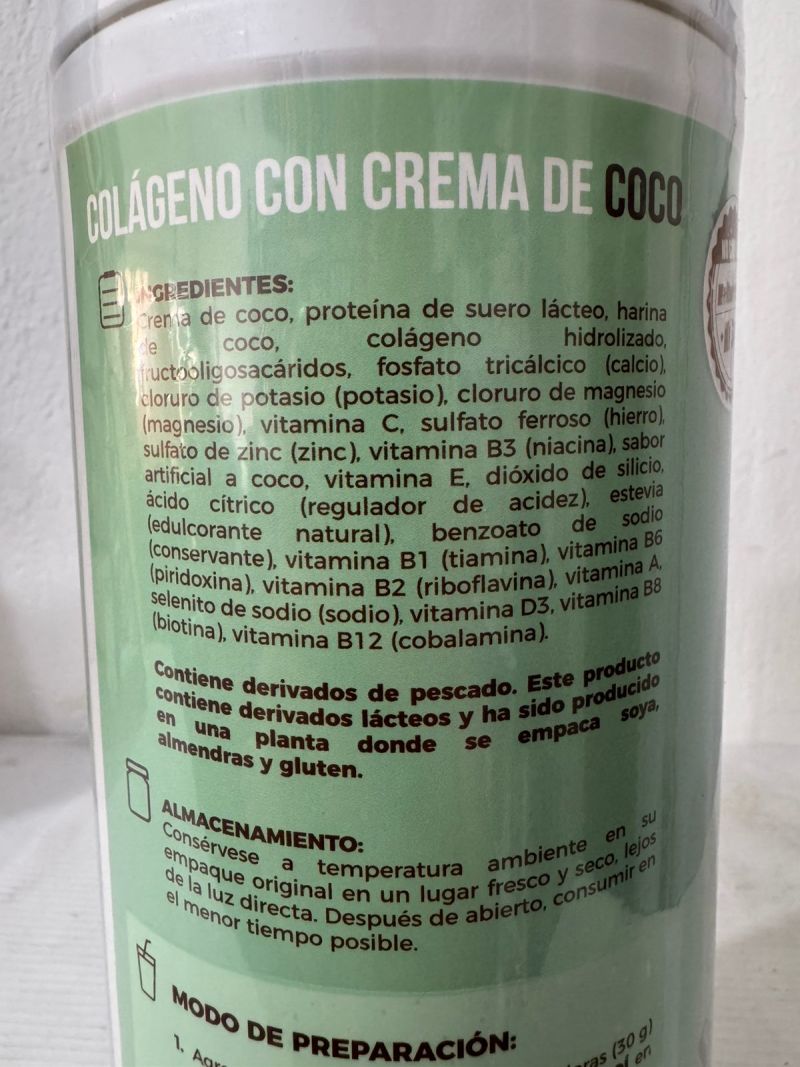 COLÁGENO CON CREMA DE COCO
INGREDIENTES:
Crema de coco, proteína de suero lácteo, harina
de coco, colágeno hidrolizado,
fructooligosacáridos, fosfato tricálcico (calcio),
cloruro de potasio (potasio), cloruro de magnesio
(magnesio), vitamina C, sulfato ferroso (hierro),
sulfato de zinc (zinc), vitamina B3 (niacina), sabor
artificial a coco, vitamina E, dióxido de silicio,
ácido cítrico (regulador de acidez), estevia
(edulcorante natural), benzoato de sodio
(conservante), vitamina B1 (tiamina), vitamina B6
(piridoxina), vitamina B2 (riboflavina), vitamina A,
selenito de sodio (sodio), vitamina D3, vitamina B8
(biotina), vitamina B12 (cobalamina).
Contiene derivados de pescado. Este producto
contiene derivados lácteos y ha sido producido
en una planta donde se empaca soya,
almendras y gluten.
ALMACENAMIENTO:
Consérvese a temperatura ambiente en su
empaque original en un lugar fresco y seco, lejos
de la luz directa. Después de abierto, consumir en
el menor tiempo posible.
MODO DE PREPARACIÓN:
1. (30 g)
en